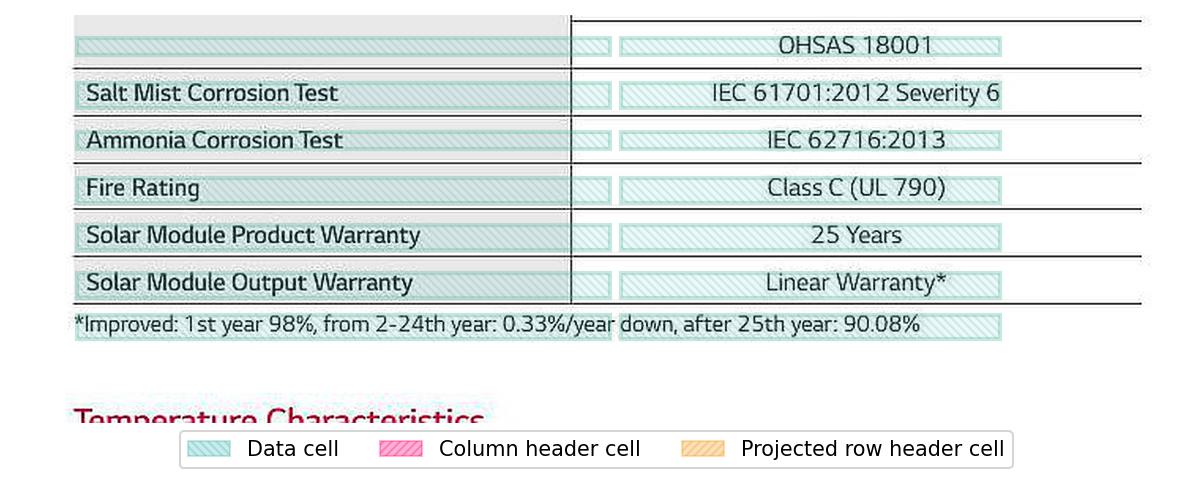 OHSAS 18001
Salt Mist Corrosion Test IEC 61701:2012 Severity 6
Ammonia Corrosion Test IEC 62716:2013
Fire Rating Class C (UL 790)
Solar Module Product Warranty 25 Years
Solar Module Output Warranty Linear Warranty*
*Improved: 1st year 98%, from 2-24th year: 0.33%/year down, after 25th year: 90.08%
Temperature Characteristics
Data cell Column header cell Projected row header cell